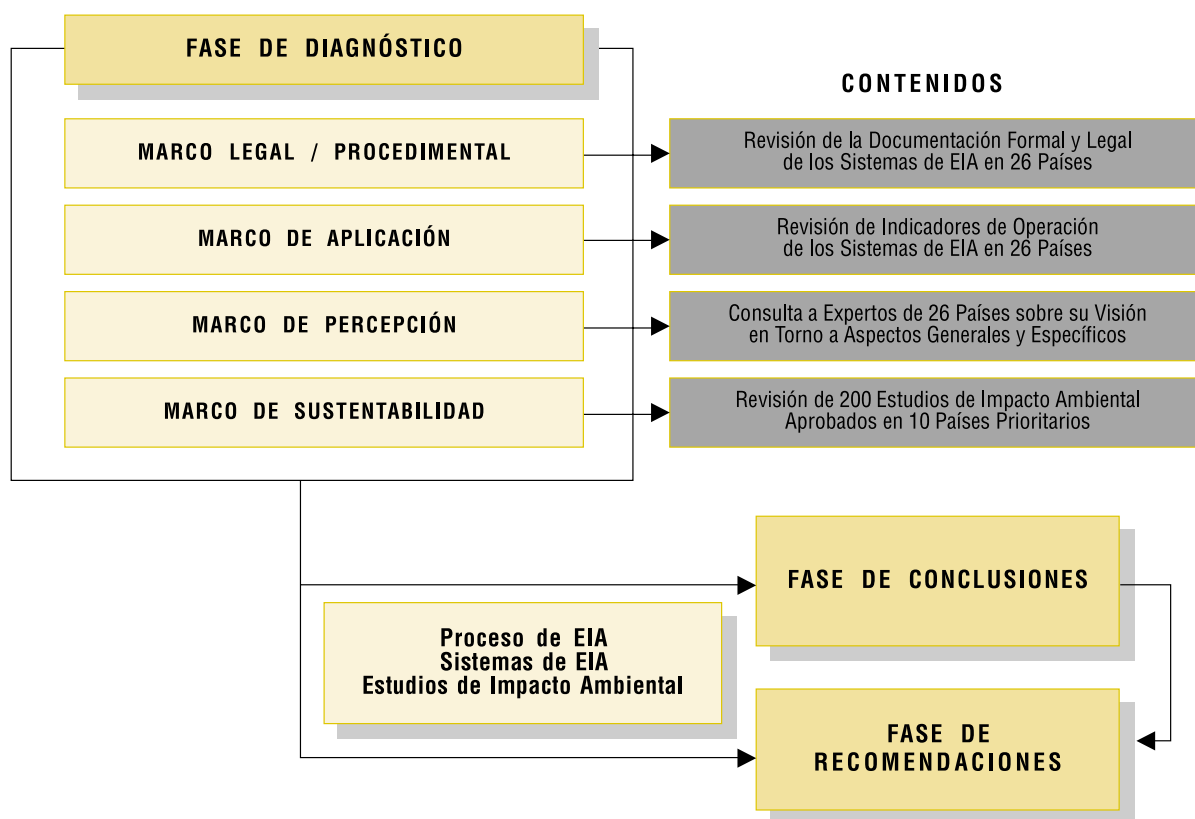 FASE DE DIAGNÓSTICO
CONTENIDOS
MARCO LEGAL / PROCEDIMENTAL
Revisión de la Documentación Formal y Legal
de los Sistemas de EIA en 26 Países
MARCO DE APLICACIÓN
Revisión de Indicadores de Operación
de los Sistemas de EIA en 26 Países
MARCO DE PERCEPCIÓN
Consulta a Expertos de 26 Países sobre su Visión
en Torno a Aspectos Generales y Específicos
MARCO DE SUSTENTABILIDAD
Revisión de 200 Estudios de Impacto Ambiental
Aprobados en 10 Países Prioritarios
FASE DE CONCLUSIONES
Proceso de EIA
Sistemas de EIA
Estudios de Impacto Ambiental
FASE DE
RECOMENDACIONES